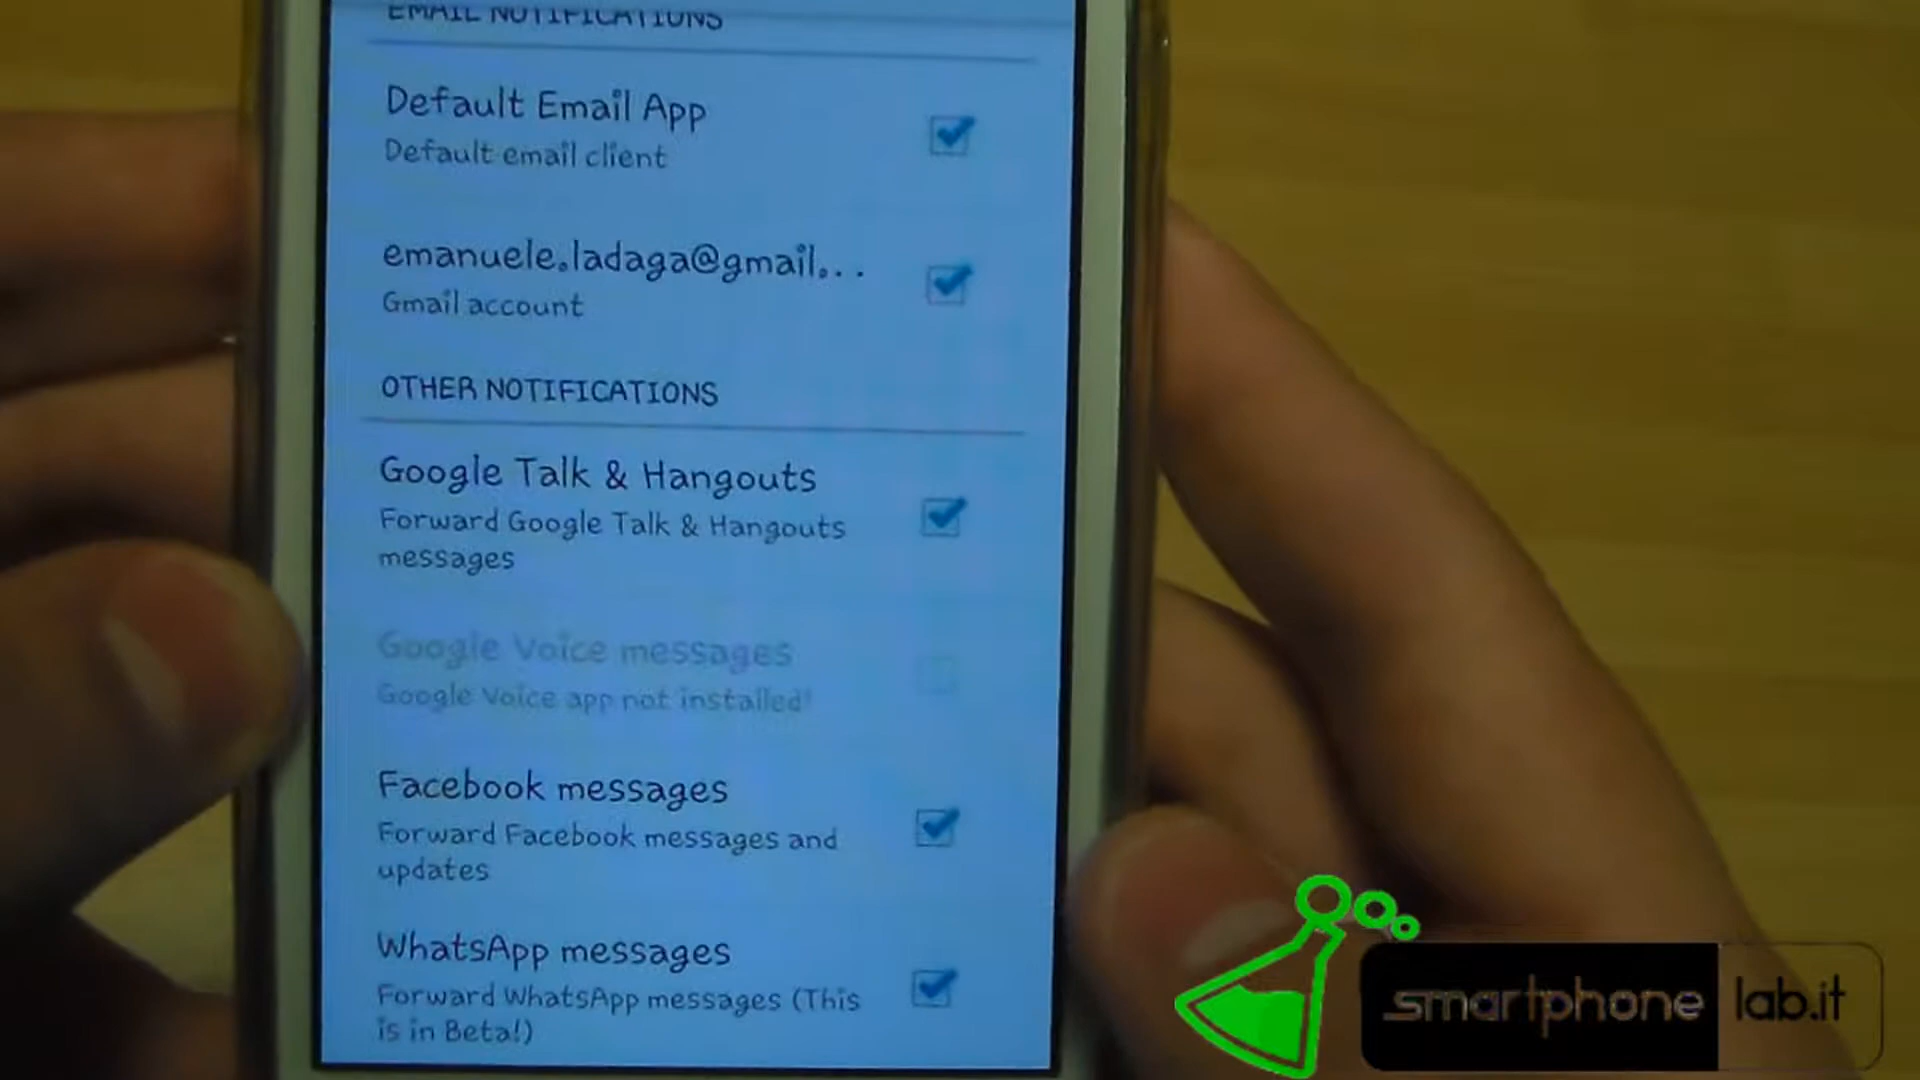 EMAIL NOTIFICATIONS
Default Email App
Default email client
emanuele.ladaga@gmail...
Gmail account
OTHER NOTIFICATIONS
Google Talk & Hangouts
Forward Google Talk & Hangouts
messages
Google Voice messages
Google Voice app not installed!
Facebook messages
Forward Facebook messages and
updates
WhatsApp messages
Forward WhatsApp messages (This
is in Beta!)
smartphone lab.it